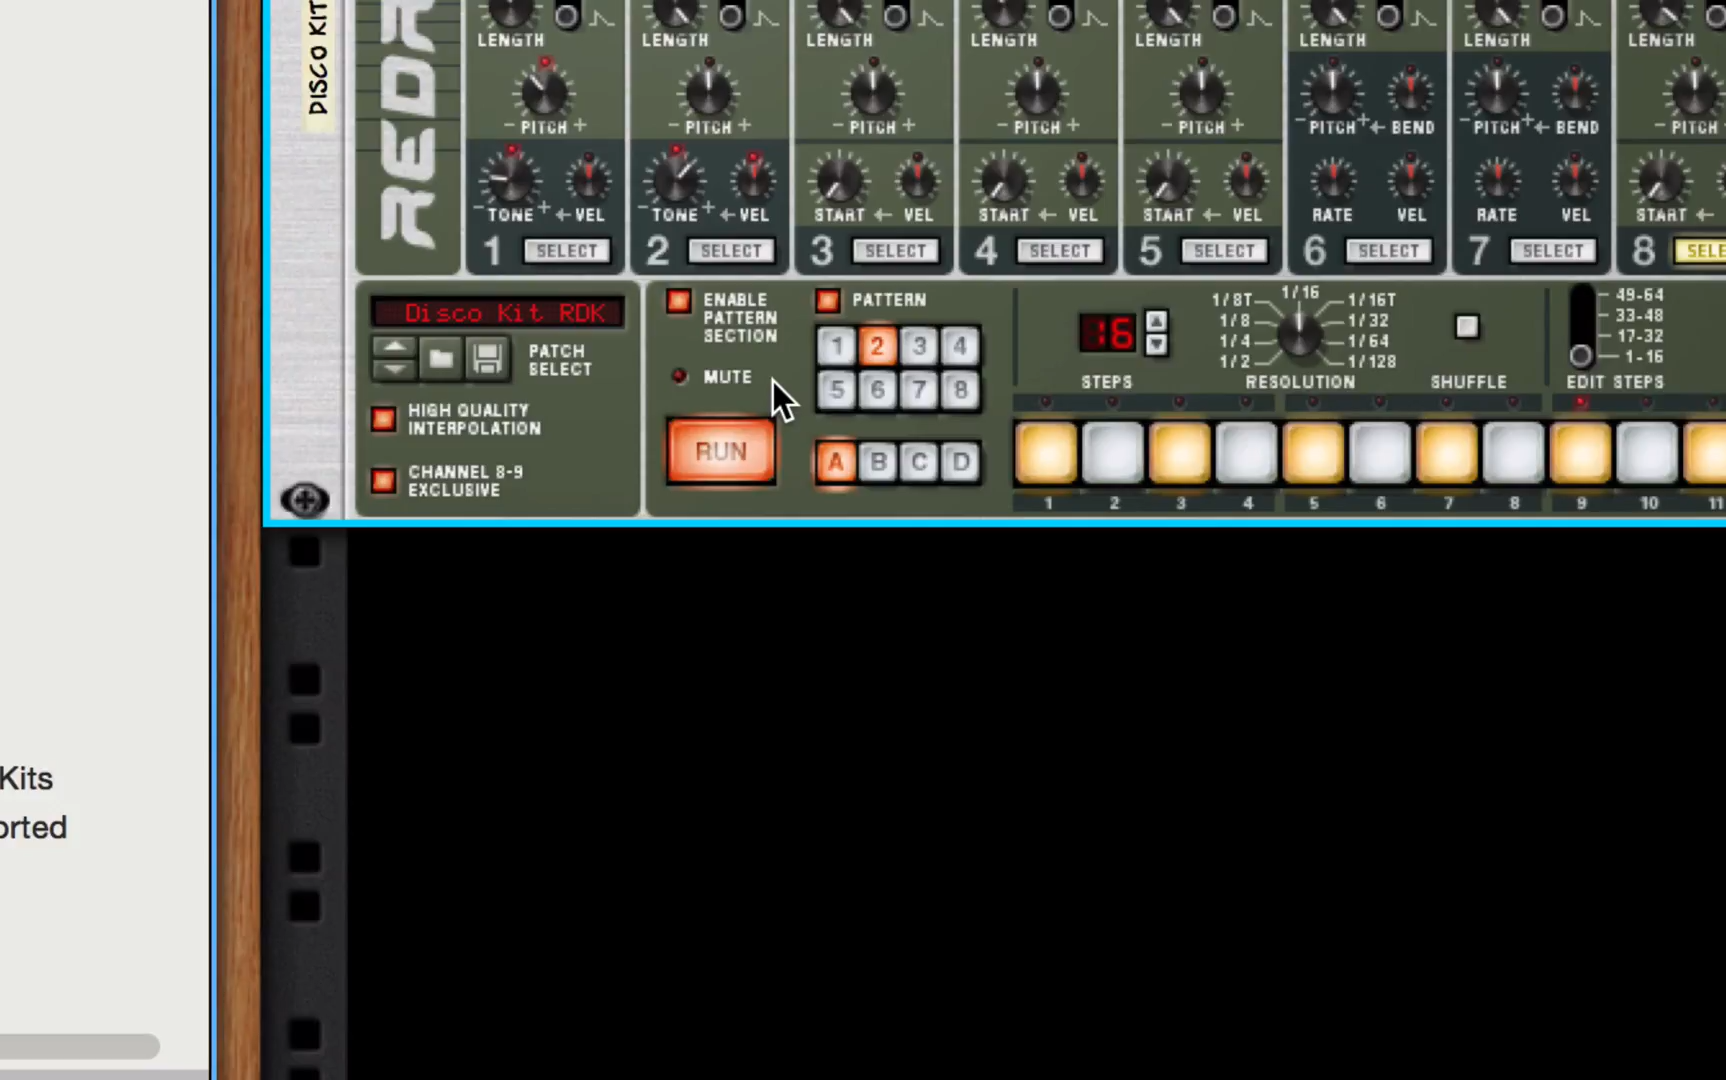 DISCO KIT
LENGTH LENGTH LENGTH LENGTH LENGTH LENGTH LENGTH LENGTH
- PITCH + - PITCH + - PITCH + - PITCH + - PITCH + - PITCH + ← BEND - PITCH + ← BEND - PITCH
- TONE + ← VEL - TONE + ← VEL START ← VEL START ← VEL START ← VEL RATE VEL RATE VEL START ←
1 SELECT 2 SELECT 3 SELECT 4 SELECT 5 SELECT 6 SELECT 7 SELECT 8 SELE
Disco Kit RDK
PATCH
SELECT
HIGH QUALITY
INTERPOLATION
CHANNEL 8-9
EXCLUSIVE
ENABLE
PATTERN
SECTION
MUTE
RUN
PATTERN
1 2 3 4
5 6 7 8
A B C D
16
STEPS
1/16
1/8T 1/16T
1/8 1/32
1/4 1/64
1/2 1/128
RESOLUTION
SHUFFLE
49-64
33-48
17-32
1-16
EDIT STEPS
1 2 3 4 5 6 7 8 9 10 11
Kits
orted